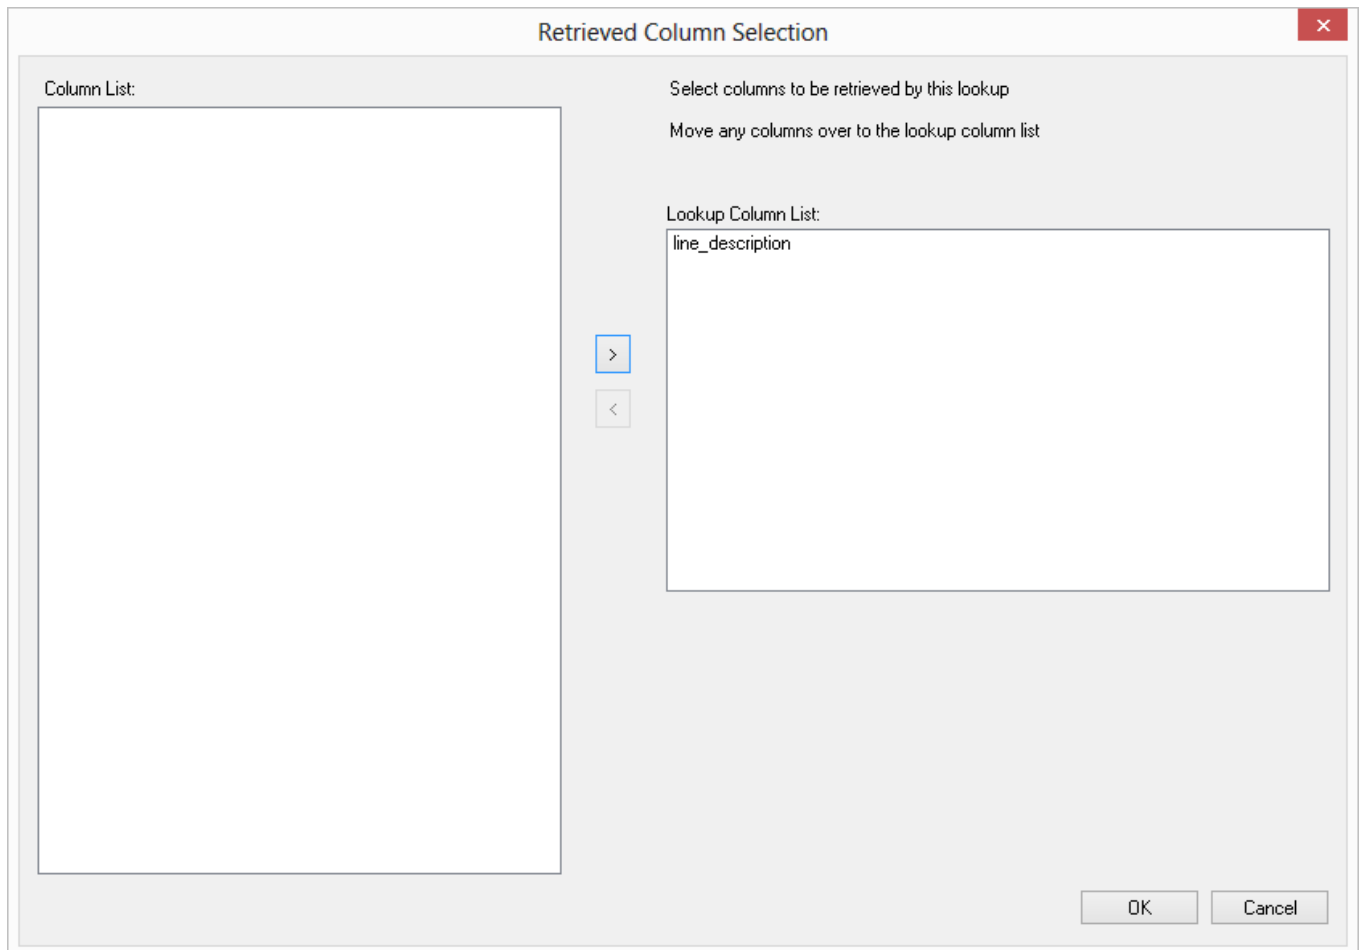 Retrieved Column Selection
Column List:
Select columns to be retrieved by this lookup
Move any columns over to the lookup column list
Lookup Column List:
line_description
>
<
OK
Cancel